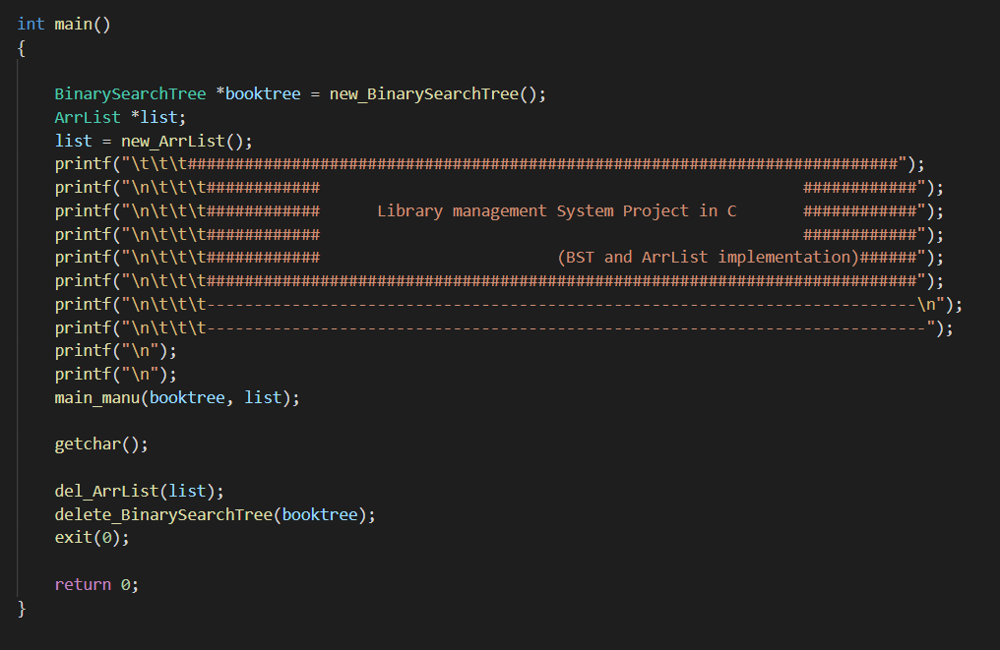 int main()
{
    BinarySearchTree *booktree = new_BinarySearchTree();
    ArrList *list;
    list = new_ArrList();
    printf("\t\t\t###########################################################################");
    printf("\n\t\t\t############                                                   ############");
    printf("\n\t\t\t############      Library management System Project in C       ############");
    printf("\n\t\t\t############                                                   ############");
    printf("\n\t\t\t############                         (BST and ArrList implementation)######");
    printf("\n\t\t\t###########################################################################");
    printf("\n\t\t\t---------------------------------------------------------------------------\n");
    printf("\n\t\t\t----------------------------------------------------------------------------");
    printf("\n");
    printf("\n");
    main_manu(booktree, list);
    getchar();
    del_ArrList(list);
    delete_BinarySearchTree(booktree);
    exit(0);
    return 0;
}